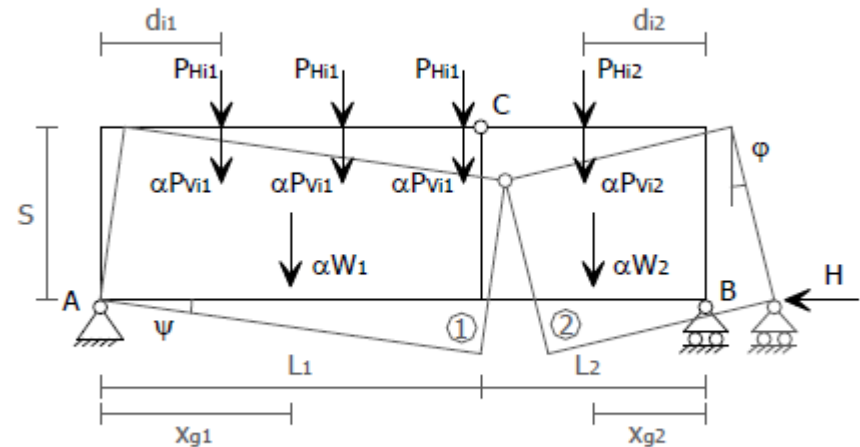 di1 di2
PHi1 PHi1 PHi1 PHi2
C
αPVi1 αPVi1 αPVi1 αPVi2
φ
S
αW1 αW2
A B H
ψ 1 2
L1 L2
xg1 xg2